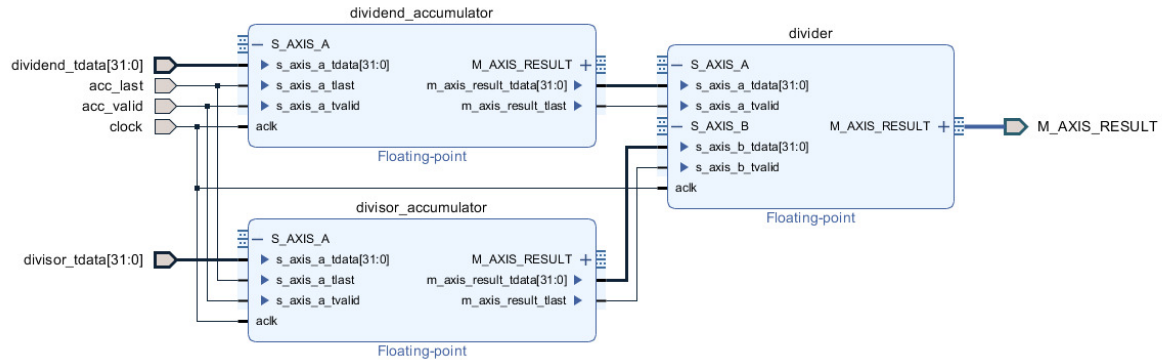 dividend_accumulator
S_AXIS_A
dividend_tdata[31:0]
s_axis_a_tdata[31:0]
M_AXIS_RESULT
acc_last
s_axis_a_tlast
m_axis_result_tdata[31:0]
acc_valid
s_axis_a_tvalid
m_axis_result_tlast
clock
aclk
Floating-point
divider
S_AXIS_A
s_axis_a_tdata[31:0]
s_axis_a_tvalid
S_AXIS_B
M_AXIS_RESULT
s_axis_b_tdata[31:0]
s_axis_b_tvalid
aclk
Floating-point
M_AXIS_RESULT
divisor_accumulator
S_AXIS_A
divisor_tdata[31:0]
s_axis_a_tdata[31:0]
M_AXIS_RESULT
s_axis_a_tlast
m_axis_result_tdata[31:0]
s_axis_a_tvalid
m_axis_result_tlast
aclk
Floating-point